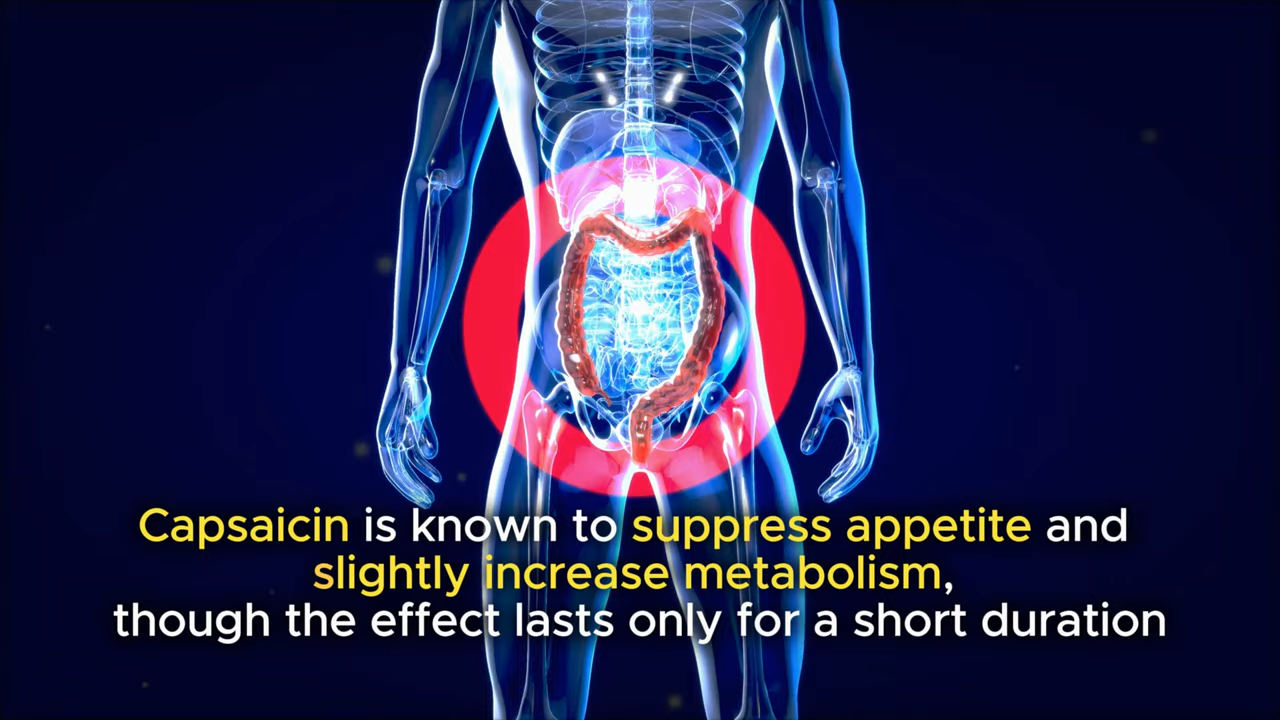 Capsaicin is known to suppress appetite and
slightly increase metabolism,
though the effect lasts only for a short duration